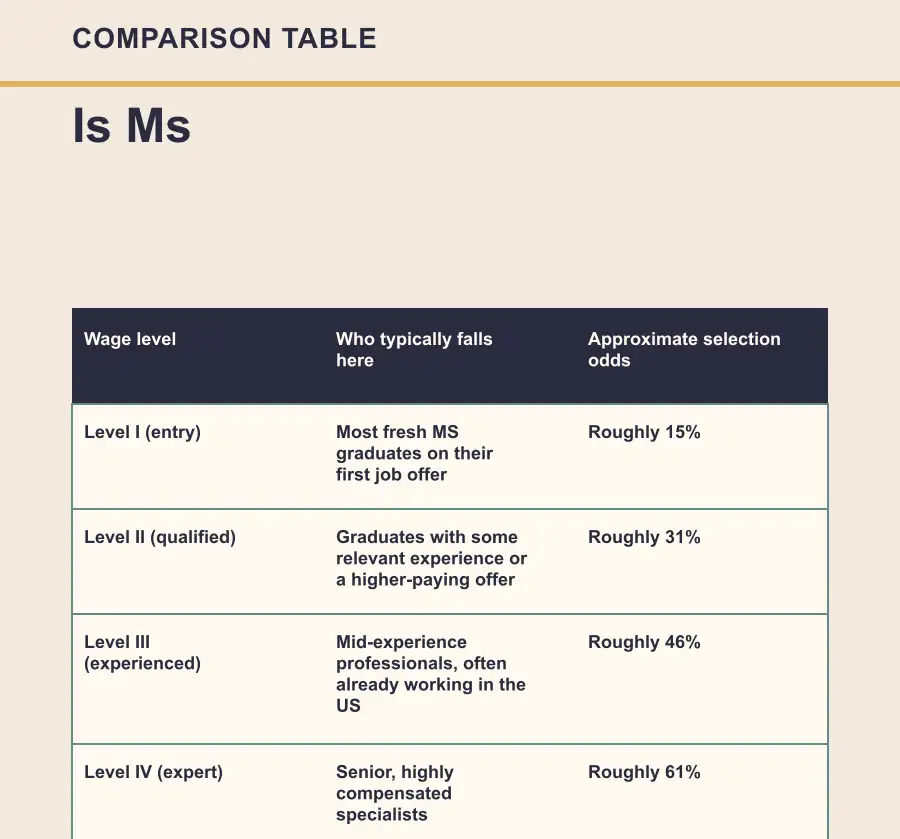 COMPARISON TABLE
Is Ms
Wage level
Who typically falls
here
Approximate selection
odds
Level I (entry)
Most fresh MS
graduates on their
first job offer
Roughly 15%
Level II (qualified)
Graduates with some
relevant experience or
a higher-paying offer
Roughly 31%
Level III
(experienced)
Mid-experience
professionals, often
already working in the
US
Roughly 46%
Level IV (expert)
Senior, highly
compensated
specialists
Roughly 61%